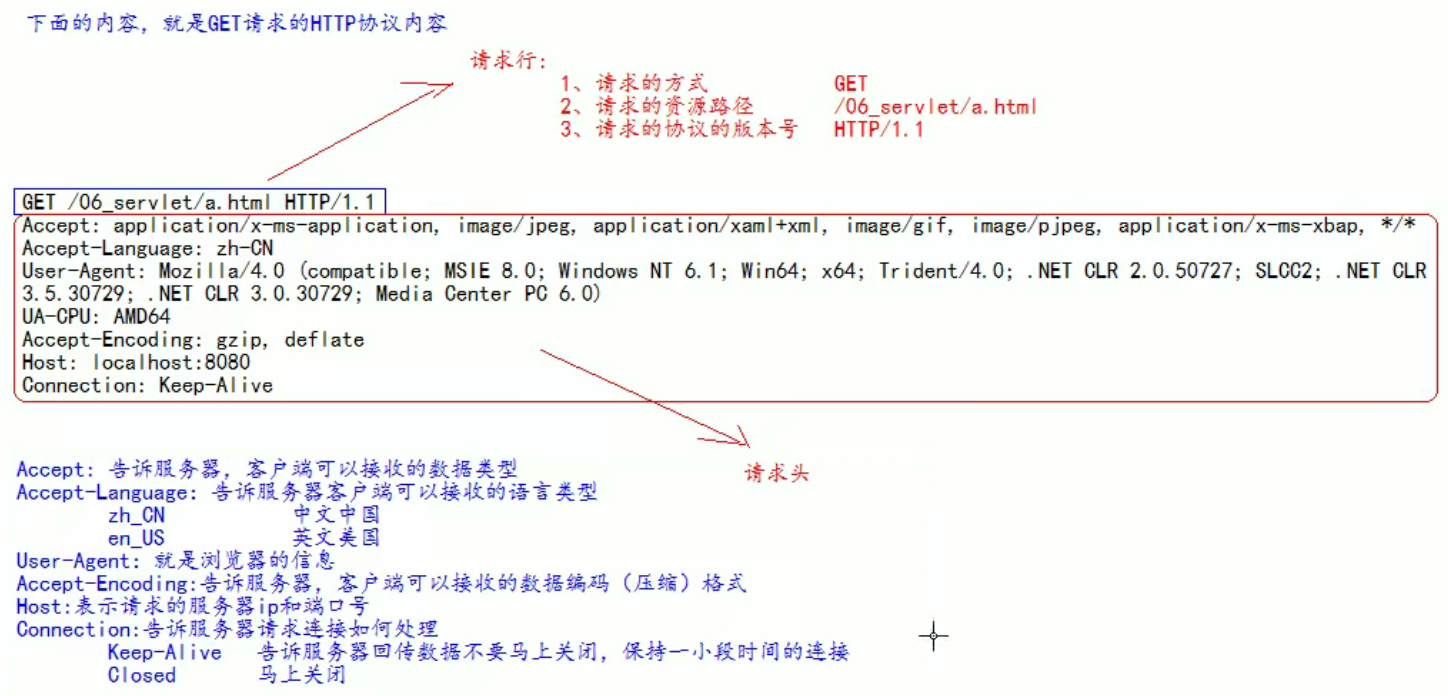 下面的内容，就是GET请求的HTTP协议内容
请求行：
1、请求的方式 GET
2、请求的资源路径 /06_servlet/a.html
3、请求的协议的版本号 HTTP/1.1
GET /06_servlet/a.html HTTP/1.1
Accept: application/x-ms-application, image/jpeg, application/xaml+xml, image/gif, image/pjpeg, application/x-ms-xbap, */*
Accept-Language: zh-CN
User-Agent: Mozilla/4.0 (compatible; MSIE 8.0; Windows NT 6.1; Win64; x64; Trident/4.0; .NET CLR 2.0.50727; SLCC2; .NET CLR
3.5.30729; .NET CLR 3.0.30729; Media Center PC 6.0)
UA-CPU: AMD64
Accept-Encoding: gzip, deflate
Host: localhost:8080
Connection: Keep-Alive
请求头
Accept: 告诉服务器，客户端可以接收的数据类型
Accept-Language: 告诉服务器客户端可以接收的语言类型
zh_CN 中文中国
en_US 英文美国
User-Agent: 就是浏览器的信息
Accept-Encoding:告诉服务器，客户端可以接收的数据编码（压缩）格式
Host:表示请求的服务器ip和端口号
Connection:告诉服务器请求连接如何处理
Keep-Alive 告诉服务器回传数据不要马上关闭，保持一小段时间的连接
Closed 马上关闭